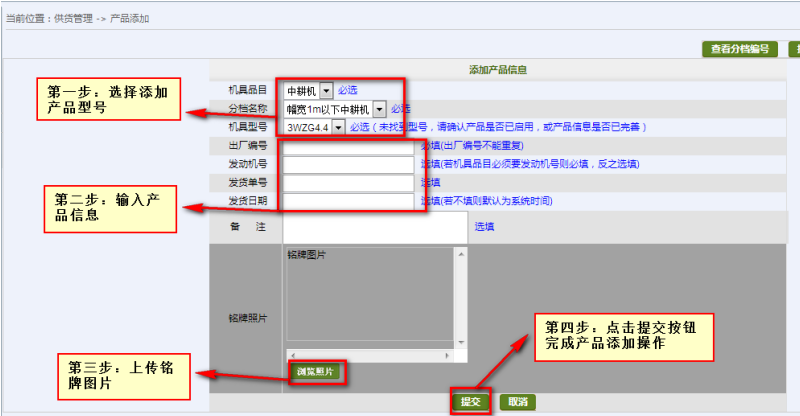 当前位置：供货管理 -> 产品添加
查看分档编号
添加产品信息
机具品目 中耕机 必选
分档名称 幅宽1m以下中耕机 必选
机具型号 3WZG4.4 必选（未找到型号，请确认产品是否已启用，或产品信息是否已完善）
出厂编号 必填(出厂编号不能重复)
发动机号 选填(若机具品目必须要发动机号则必填，反之选填)
发货单号 选填
发货日期 选填(若不填则默认为系统时间)
备 注 选填
铭牌照片 铭牌图片
浏览照片
提交 取消
第一步：选择添加
产品型号
第二步：输入产
品信息
第三步：上传铭
牌图片
第四步：点击提交按钮
完成产品添加操作